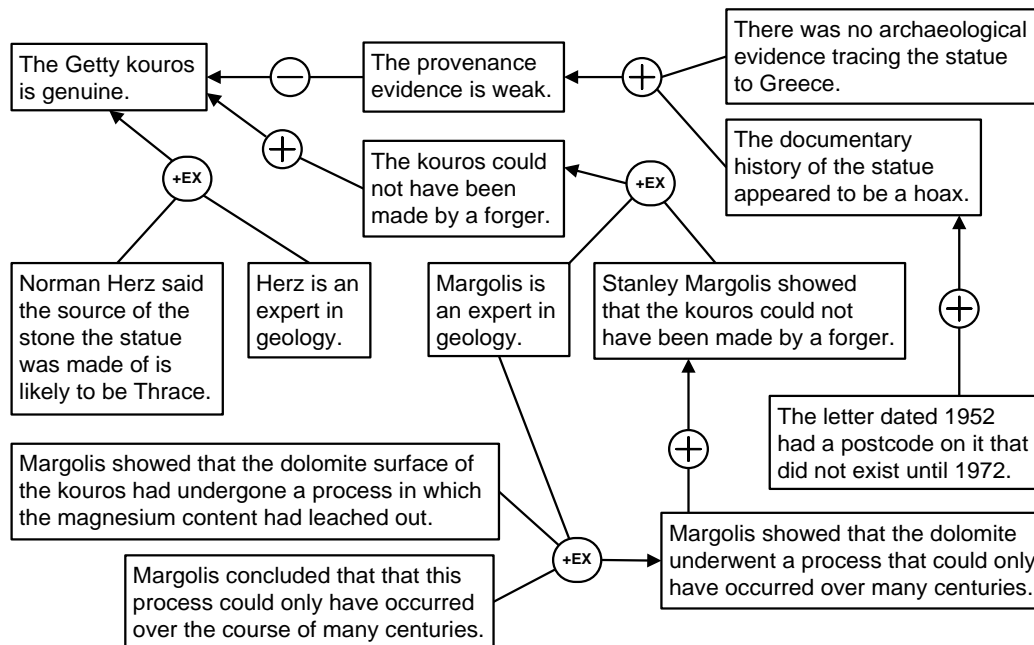 The Getty kouros
is genuine.
−
The provenance
evidence is weak.
+
There was no archaeological
evidence tracing the statue
to Greece.
The documentary
history of the statue
appeared to be a hoax.
+
The kouros could
not have been
made by a forger.
+EX
+EX
Norman Herz said
the source of the
stone the statue
was made of is
likely to be Thrace.
Herz is an
expert in
geology.
Margolis is
an expert in
geology.
Stanley Margolis showed
that the kouros could not
have been made by a forger.
+
The letter dated 1952
had a postcode on it that
did not exist until 1972.
+
Margolis showed that the dolomite surface of
the kouros had undergone a process in which
the magnesium content had leached out.
Margolis concluded that that this
process could only have occurred
over the course of many centuries.
+EX
Margolis showed that the dolomite
underwent a process that could only
have occurred over many centuries.